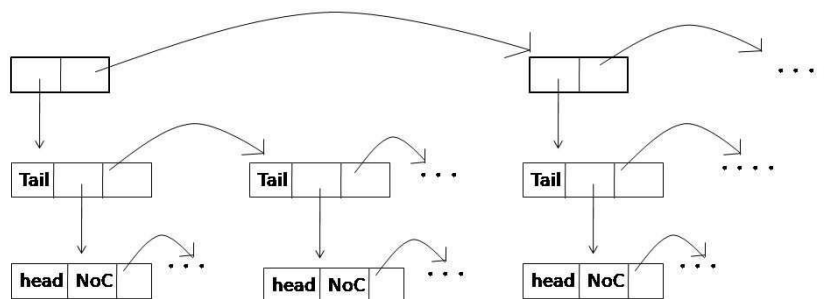 ...
Tail Tail ... Tail ....
head NoC ... head NoC ... head NoC ...